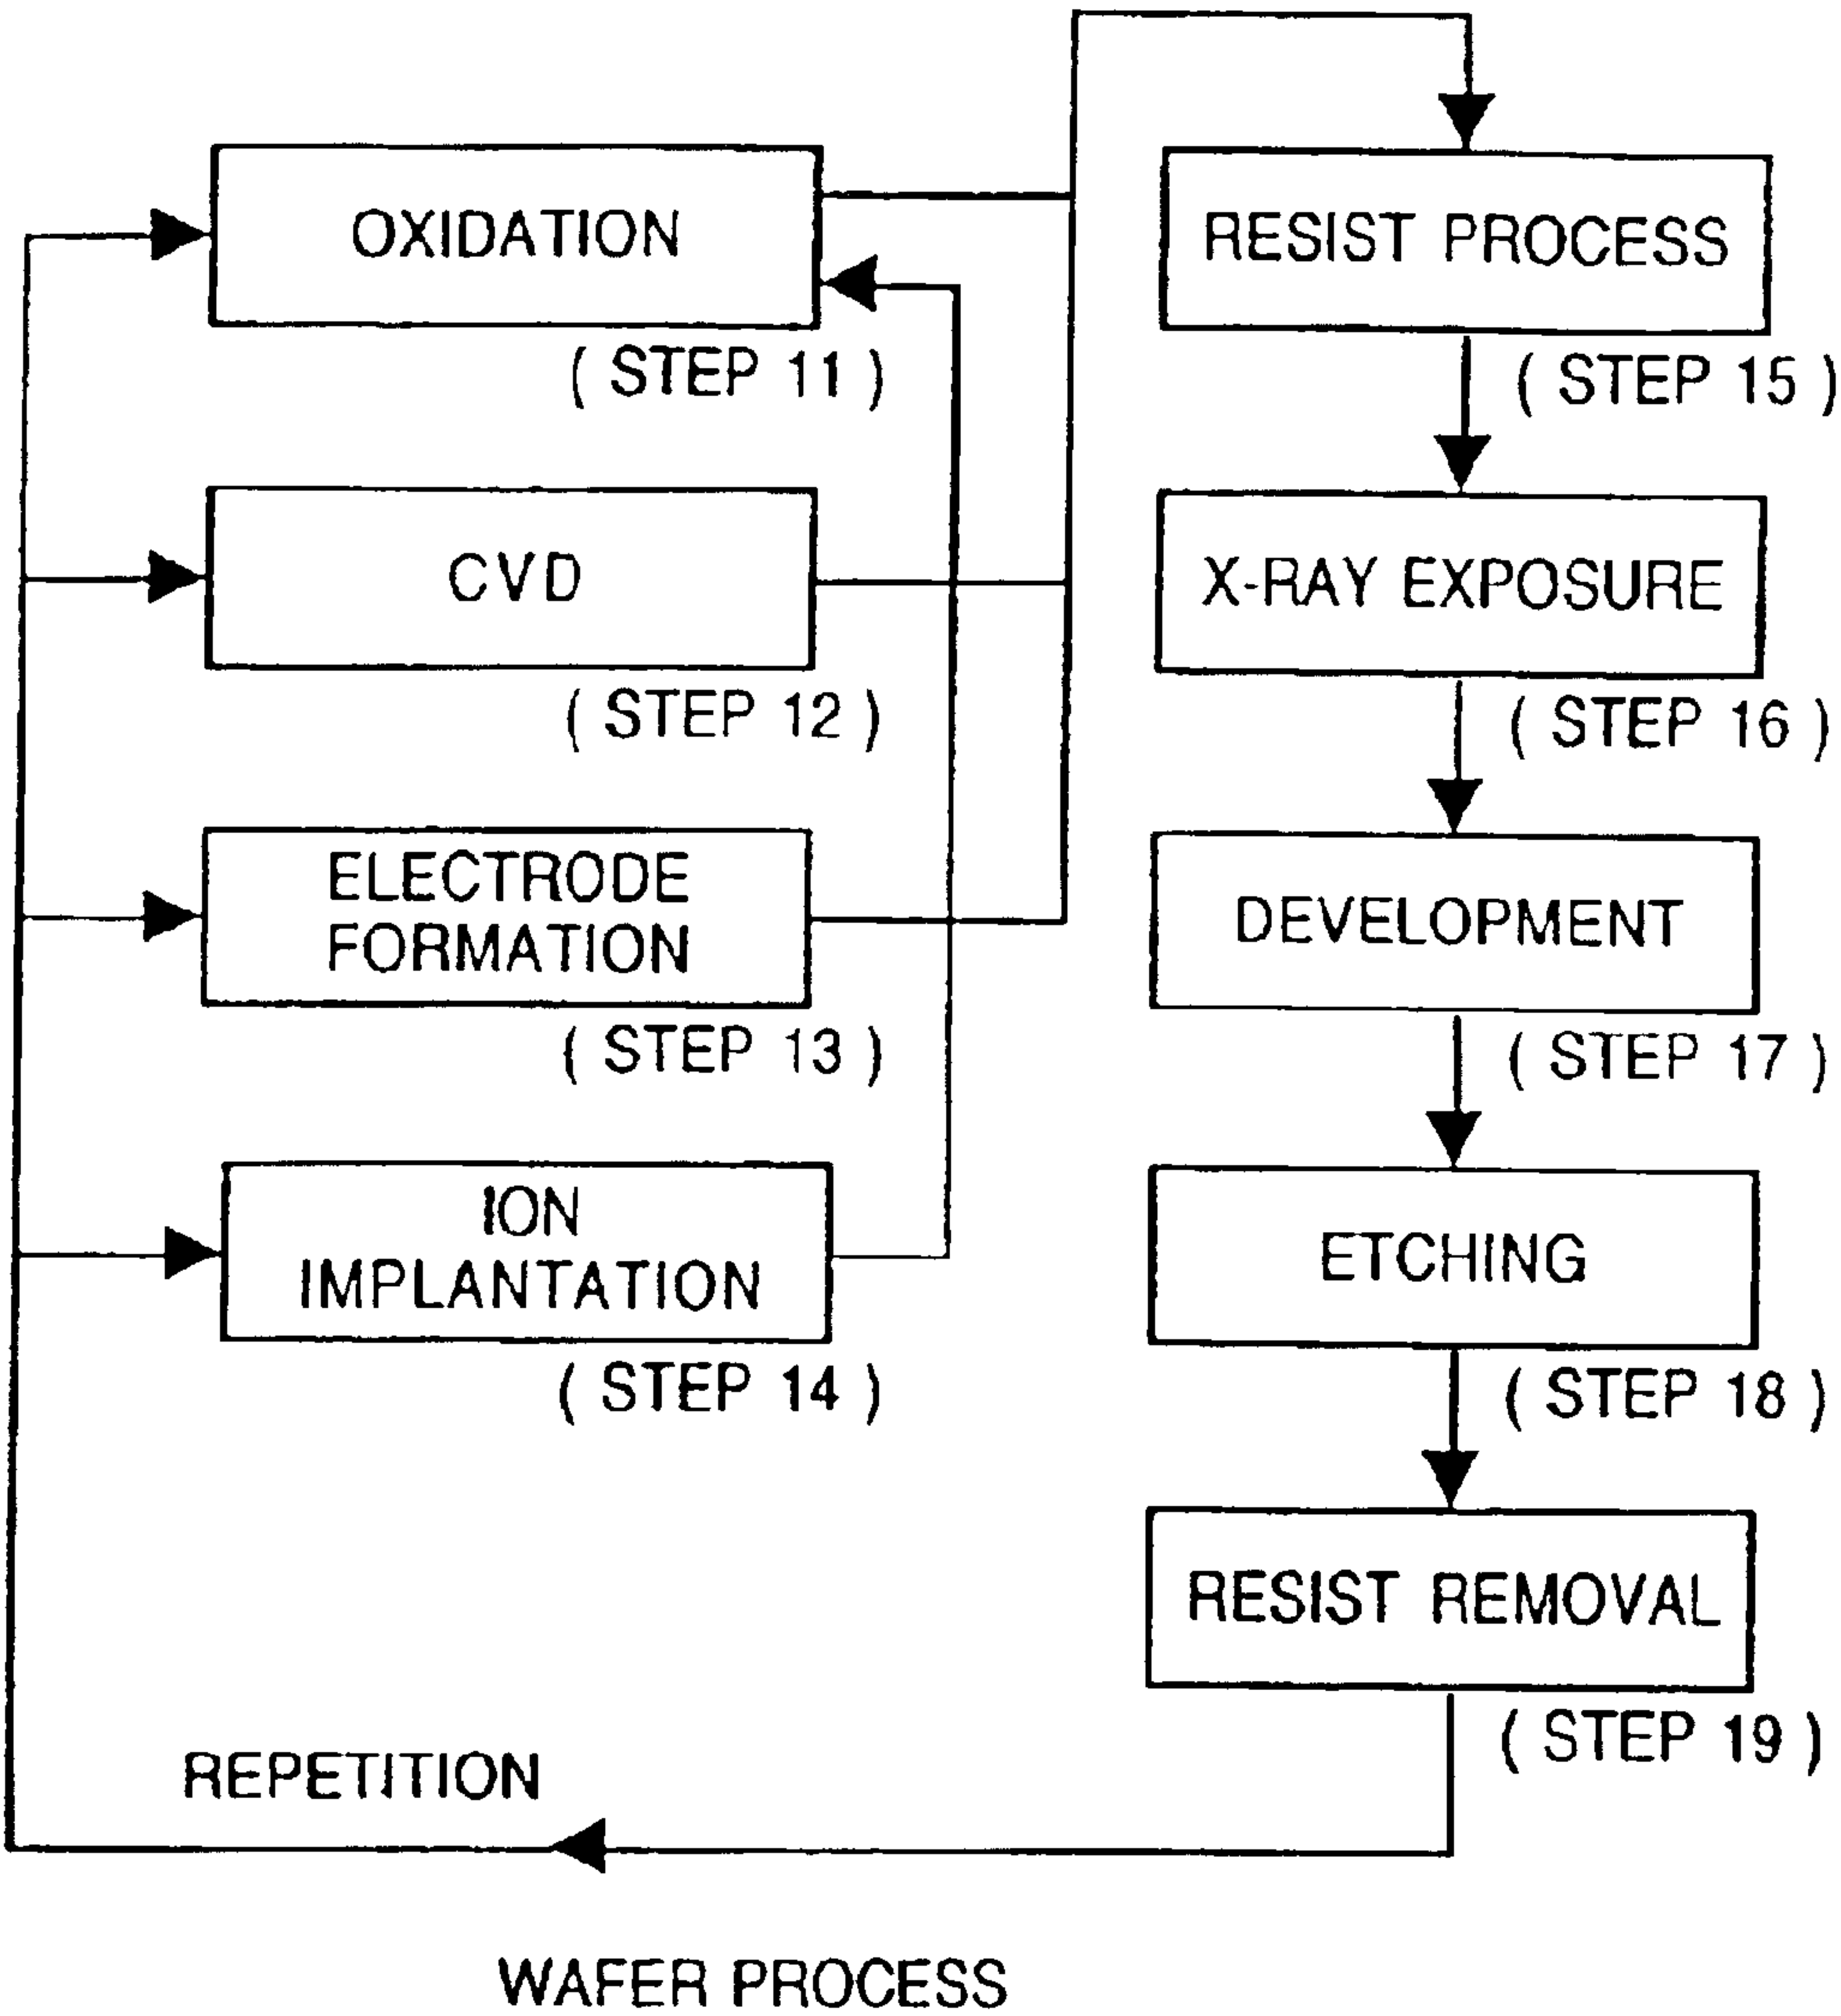 OXIDATION
( STEP 11 )
CVD
( STEP 12 )
ELECTRODE
FORMATION
( STEP 13 )
ION
IMPLANTATION
( STEP 14 )
RESIST PROCESS
( STEP 15 )
X-RAY EXPOSURE
( STEP 16 )
DEVELOPMENT
( STEP 17 )
ETCHING
( STEP 18 )
RESIST REMOVAL
( STEP 19 )
REPETITION
WAFER PROCESS